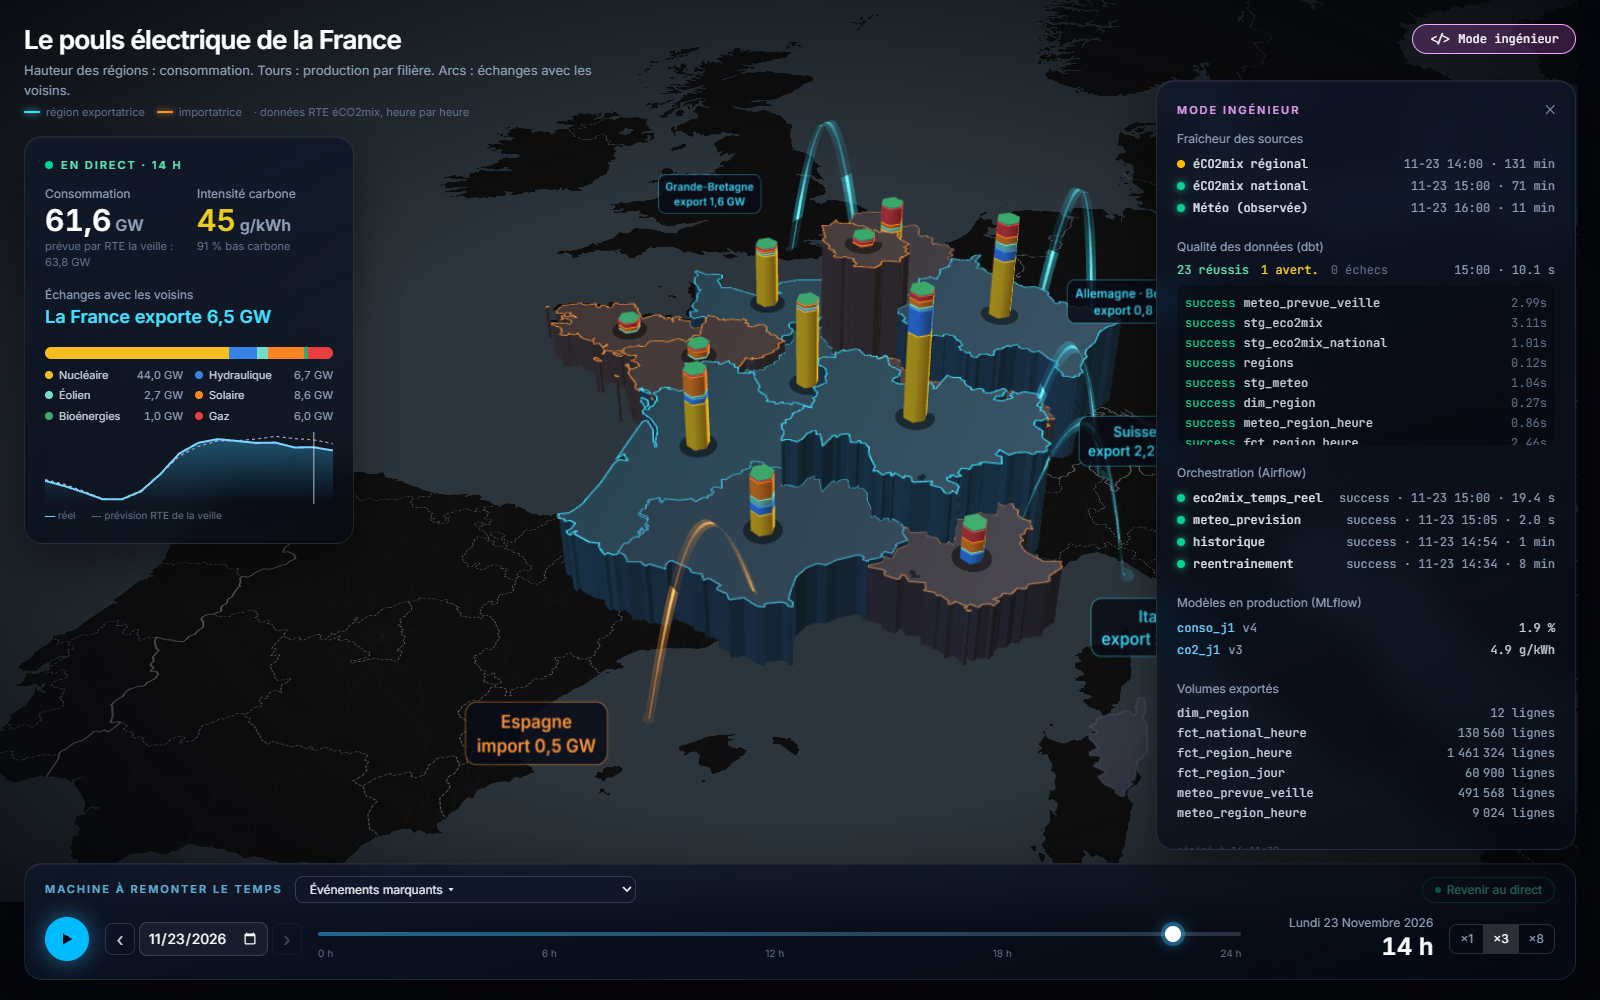 Le pouls électrique de la France
Hauteur des régions : consommation. Tours : production par filière. Arcs : échanges avec les
voisins.
région exportatrice importatrice · données RTE éCO2mix, heure par heure
</> Mode ingénieur
EN DIRECT · 14 H
Consommation Intensité carbone
61,6 GW 45 g/kWh
prévue par RTE la veille : 91 % bas carbone
63,8 GW
Échanges avec les voisins
La France exporte 6,5 GW
Nucléaire 44,0 GW Hydraulique 6,7 GW
Éolien 2,7 GW Solaire 8,6 GW
Bioénergies 1,0 GW Gaz 6,0 GW
réel prévision RTE de la veille
Grande-Bretagne
export 1,6 GW
Allemagne · Be
export 0,8
Suisse
export 2,2
Ita
export
Espagne
import 0,5 GW
MODE INGÉNIEUR ×
Fraîcheur des sources
éCO2mix régional 11-23 14:00 · 131 min
éCO2mix national 11-23 15:00 · 71 min
Météo (observée) 11-23 16:00 · 11 min
Qualité des données (dbt)
23 réussis 1 avert. 0 échecs 15:00 · 10.1 s
success meteo_prevue_veille 2.99s
success stg_eco2mix 3.11s
success stg_eco2mix_national 1.01s
success regions 0.12s
success stg_meteo 1.04s
success dim_region 0.27s
success meteo_region_heure 0.86s
success fct_region_heure 2.46s
Orchestration (Airflow)
eco2mix_temps_reel success · 11-23 15:00 · 19.4 s
meteo_prevision success · 11-23 15:05 · 2.0 s
historique success · 11-23 14:54 · 1 min
reentrainement success · 11-23 14:34 · 8 min
Modèles en production (MLflow)
conso_j1 v4 1.9 %
co2_j1 v3 4.9 g/kWh
Volumes exportés
dim_region 12 lignes
fct_national_heure 130 560 lignes
fct_region_heure 1 461 324 lignes
fct_region_jour 60 900 lignes
meteo_prevue_veille 491 568 lignes
meteo_region_heure 9 024 lignes
MACHINE À REMONTER LE TEMPS Événements marquants Revenir au direct
‹ 11/23/2026 ›
0 h 6 h 12 h 18 h 24 h
Lundi 23 Novembre 2026
14 h ×1 ×3 ×8